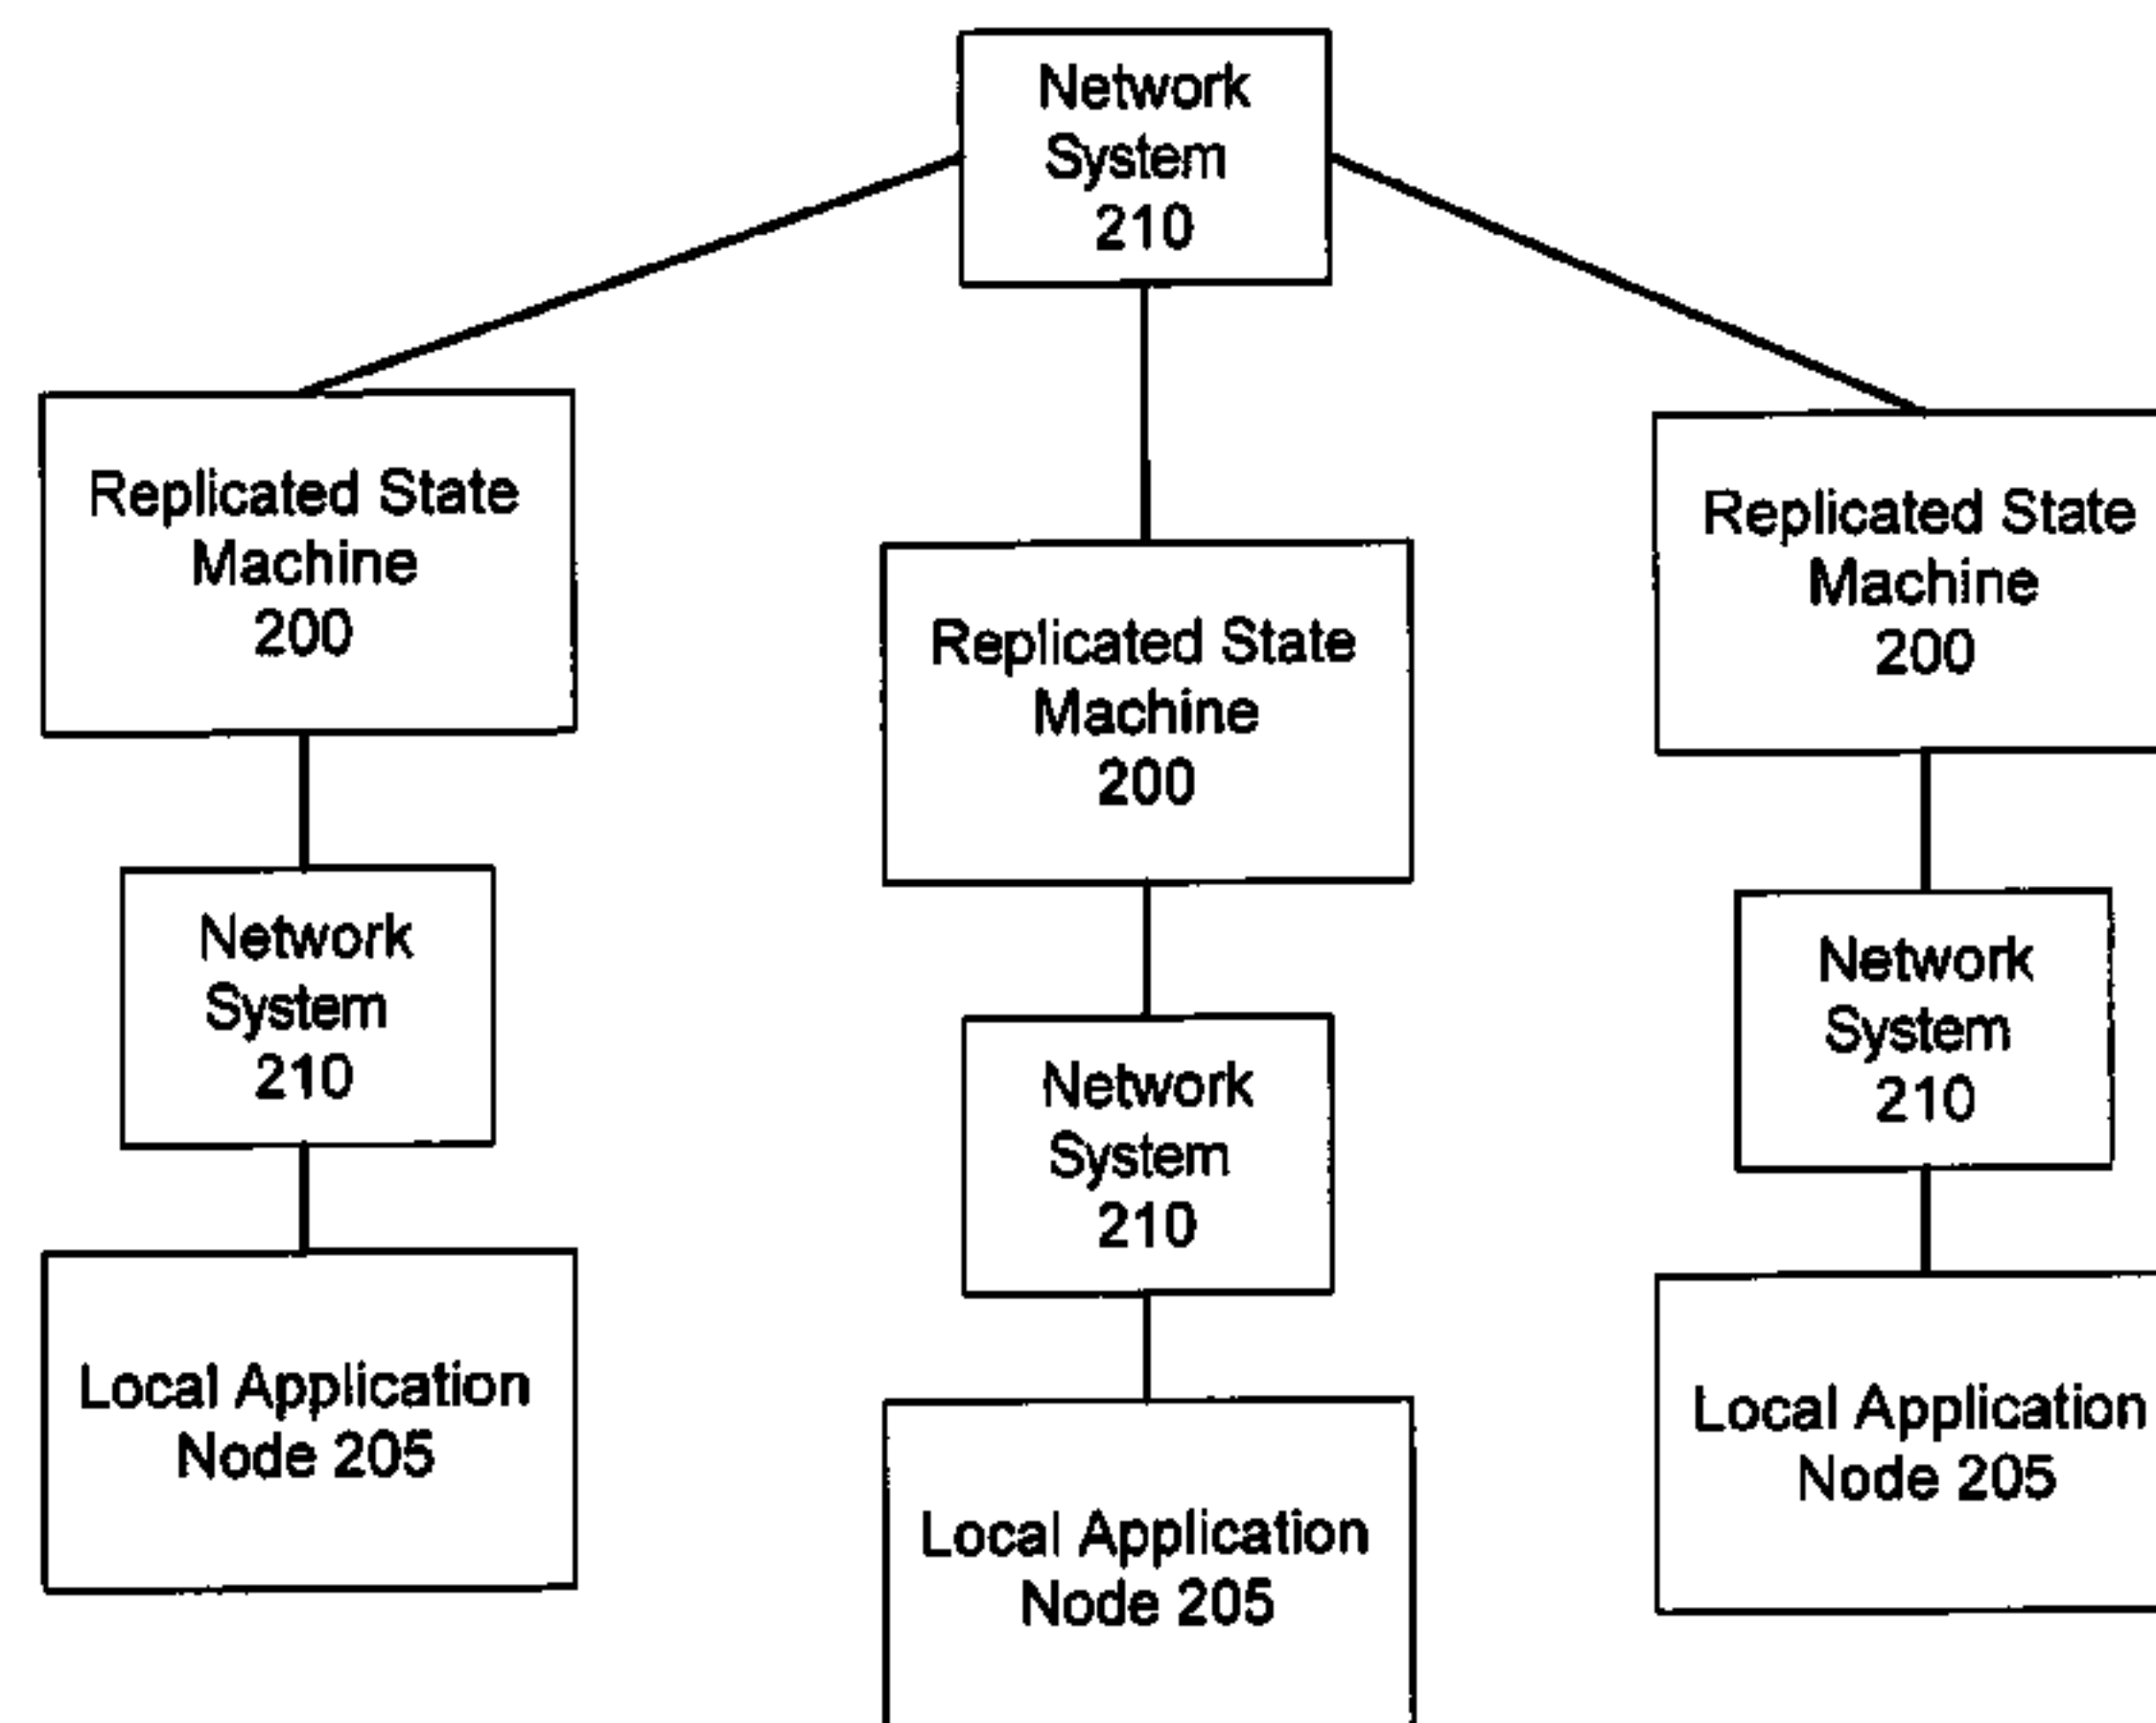 Network
System
210
Replicated State
Machine
200
Replicated State
Machine
200
Replicated State
Machine
200
Network
System
210
Network
System
210
Network
System
210
Local Application
Node 205
Local Application
Node 205
Local Application
Node 205